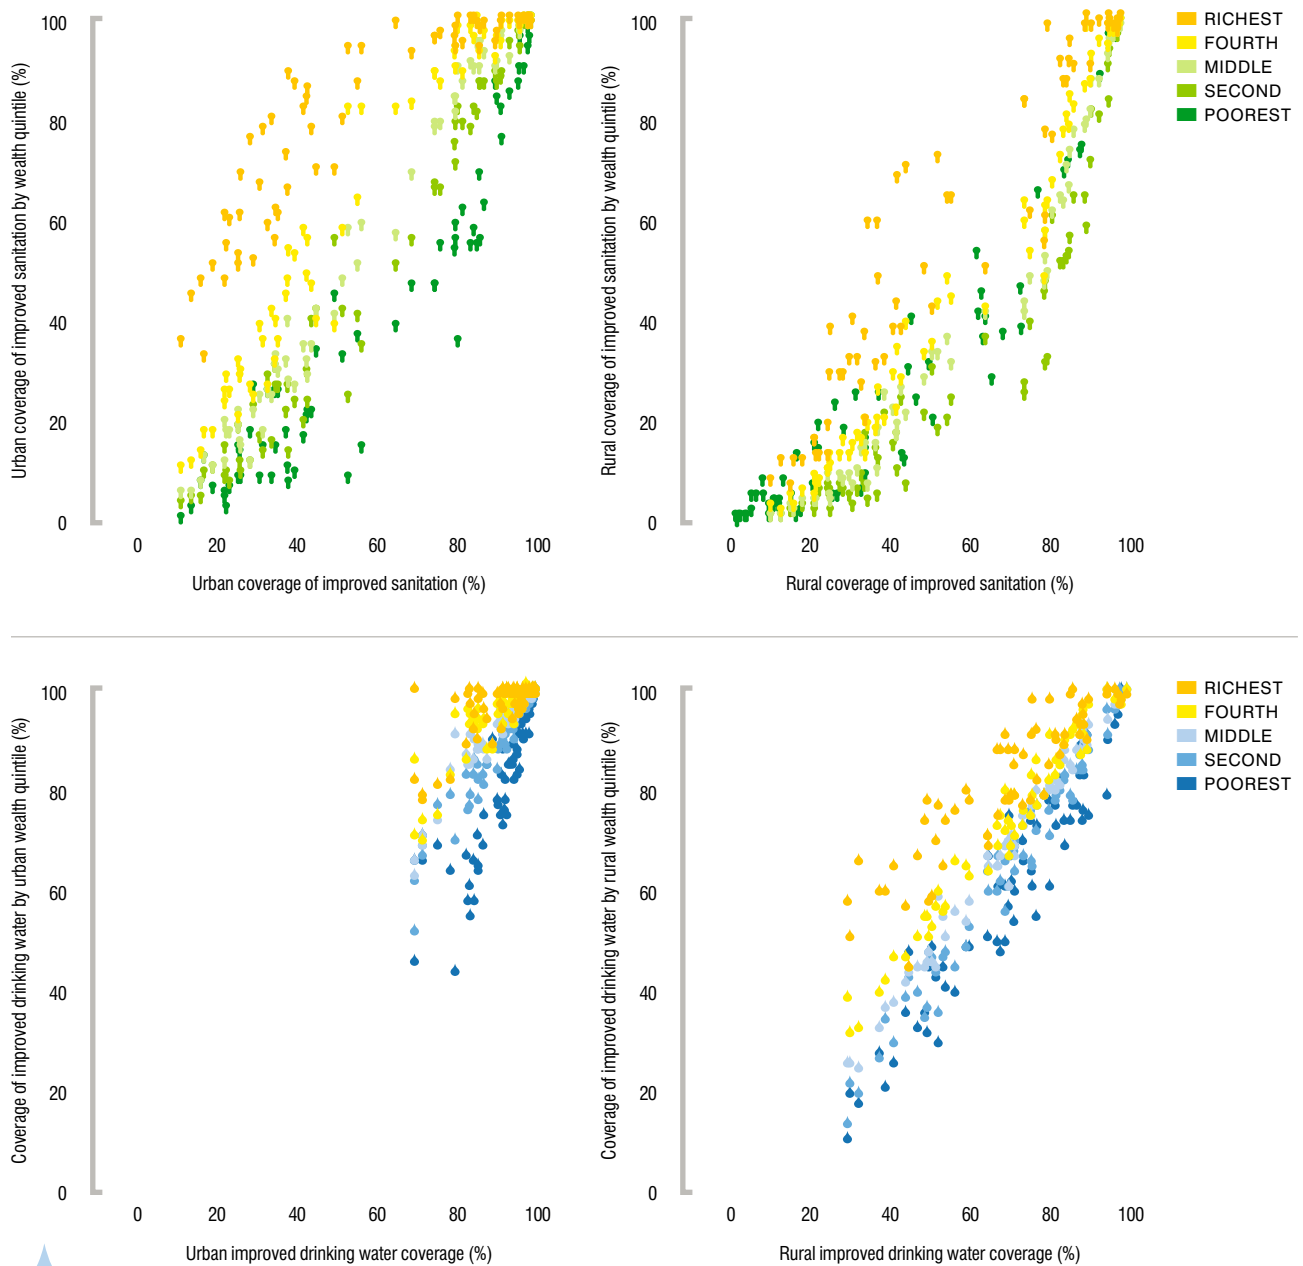 Urban coverage of improved sanitation by wealth quintile (%)
100
80
60
40
20
0
0 20 40 60 80 100
Urban coverage of improved sanitation (%)
Rural coverage of improved sanitation by wealth quintile (%)
100
80
60
40
20
0
0 20 40 60 80 100
Rural coverage of improved sanitation (%)
RICHEST
FOURTH
MIDDLE
SECOND
POOREST
Coverage of improved drinking water by urban wealth quintile (%)
100
80
60
40
20
0
0 20 40 60 80 100
Urban improved drinking water coverage (%)
Coverage of improved drinking water by rural wealth quintile (%)
100
80
60
40
20
0
0 20 40 60 80 100
Rural improved drinking water coverage (%)
RICHEST
FOURTH
MIDDLE
SECOND
POOREST